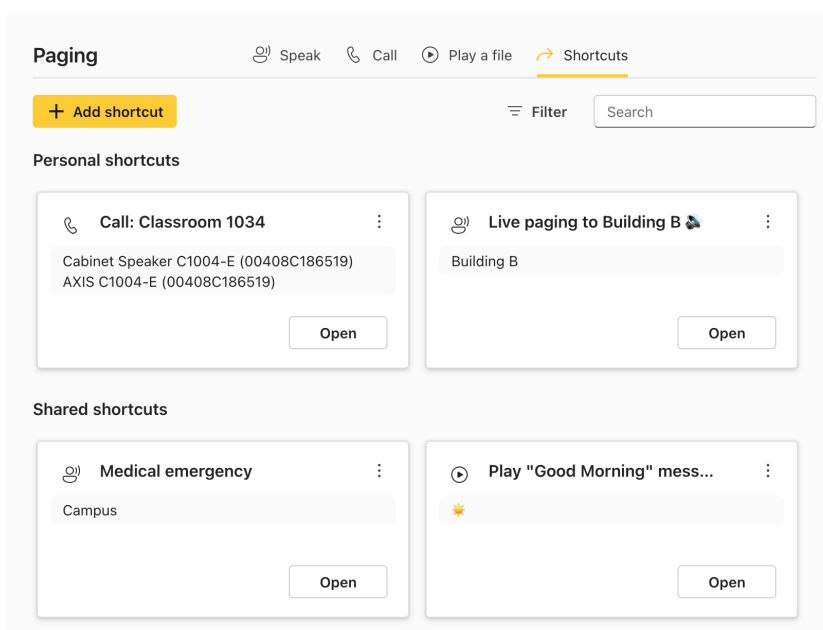 Paging
Speak
Call
Play a file
Shortcuts
Add shortcut
Filter
Search
Personal shortcuts
Call: Classroom 1034
Cabinet Speaker C1004-E (00408C186519)
AXIS C1004-E (00408C186519)
Open
Live paging to Building B 🔊
Building B
Open
Shared shortcuts
Medical emergency
Campus
Open
Play "Good Morning" mess...
☀️
Open